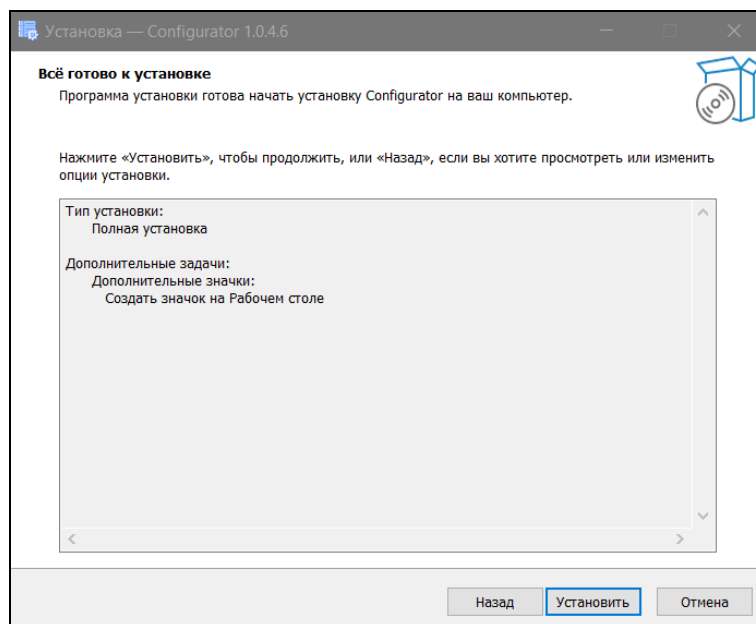 Установка — Configurator 1.0.4.6
Всё готово к установке
Программа установки готова начать установку Configurator на ваш компьютер.
Нажмите «Установить», чтобы продолжить, или «Назад», если вы хотите просмотреть или изменить
опции установки.
Тип установки:
Полная установка
Дополнительные задачи:
Дополнительные значки:
Создать значок на Рабочем столе
Назад
Установить
Отмена